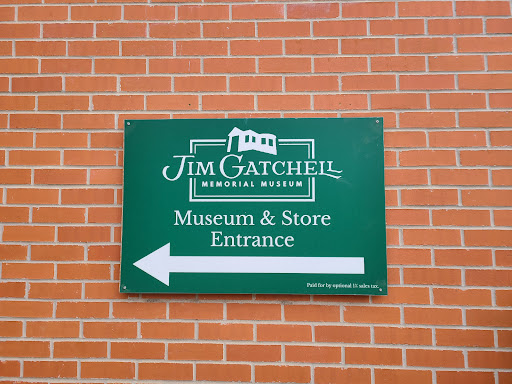 JIM GATCHELL
MEMORIAL MUSEUM
Museum & Store
Entrance
Paid for by optional 1% sales tax.